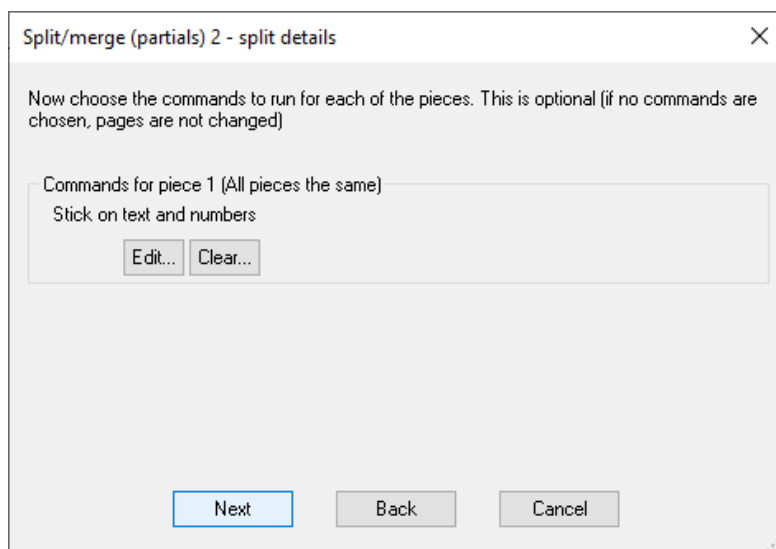 Split/merge (partials) 2 - split details
Now choose the commands to run for each of the pieces. This is optional (if no commands are
chosen, pages are not changed)
Commands for piece 1 (All pieces the same)
Stick on text and numbers
Edit... Clear...
Next Back Cancel